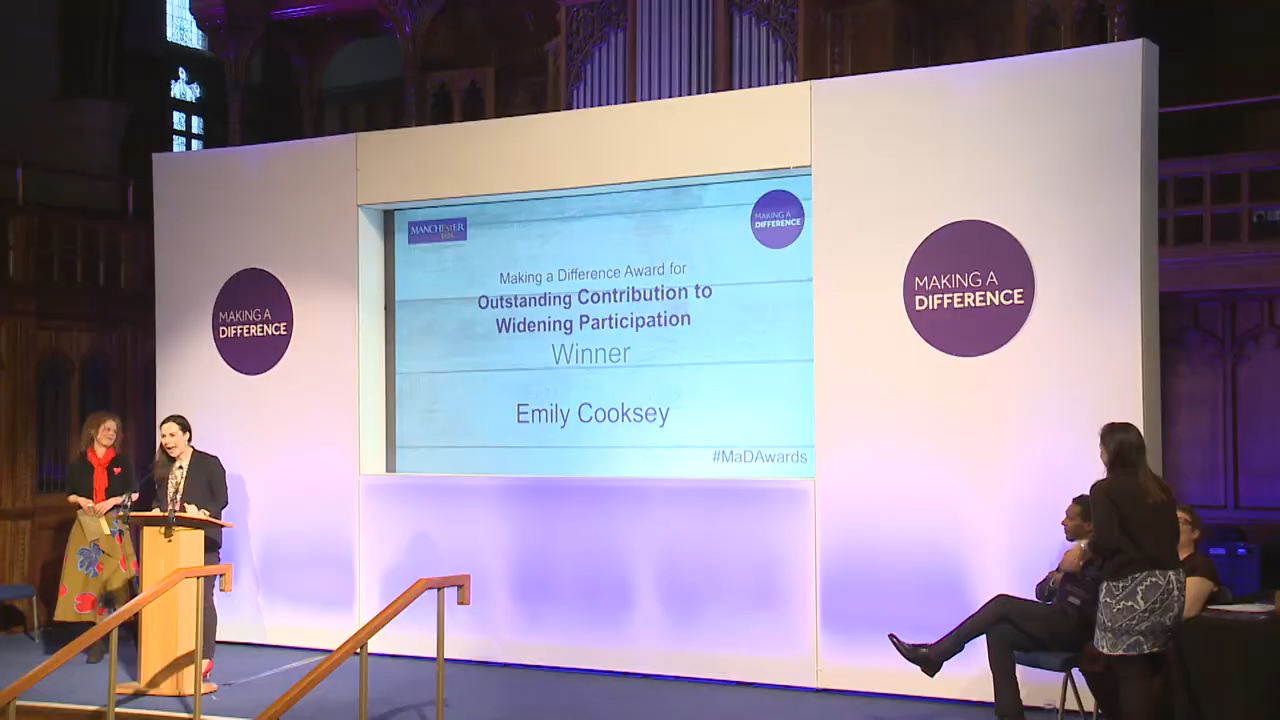 MANCHESTER
1824
MAKING A
DIFFERENCE
Making a Difference Award for
Outstanding Contribution to
Widening Participation
Winner
Emily Cooksey
#MaDAwards
MAKING A
DIFFERENCE
MAKING A
DIFFERENCE